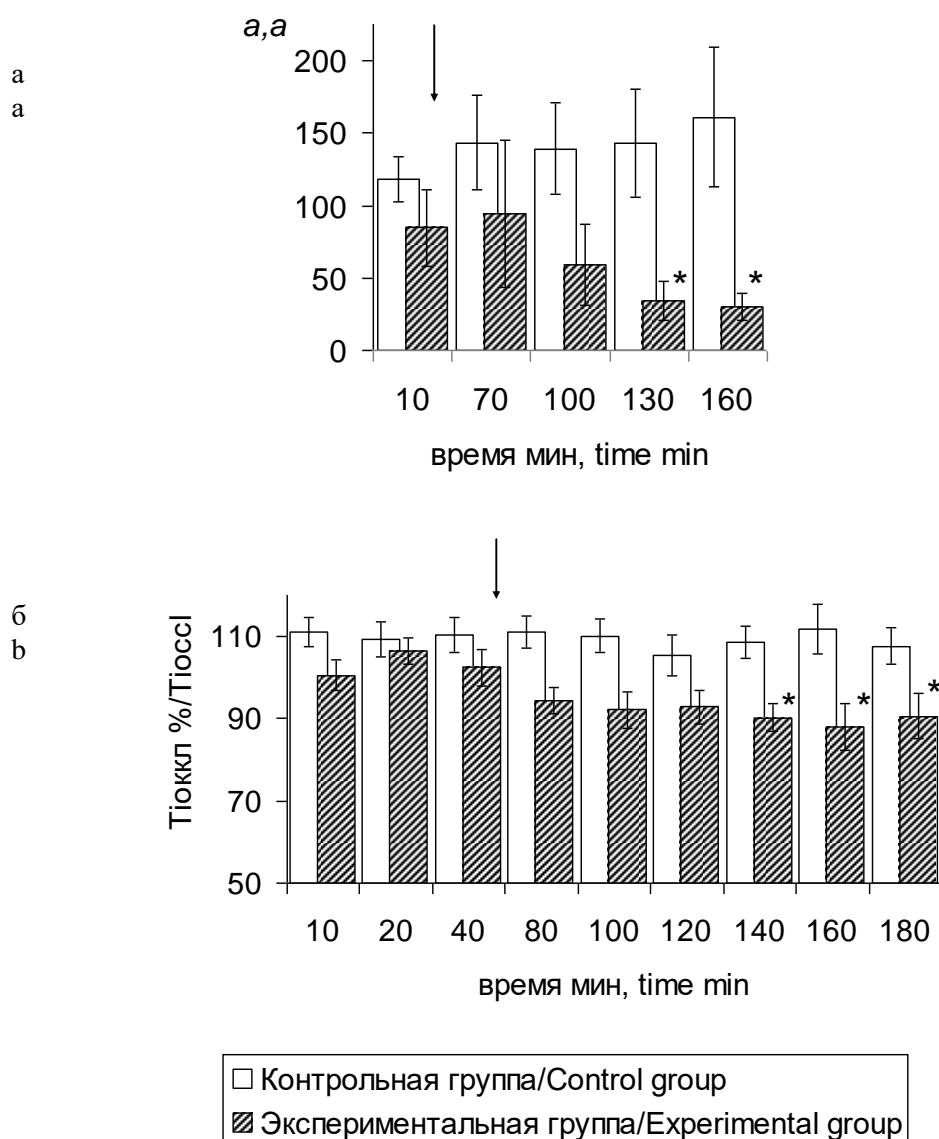 а
a
а,a
200
150
100
50
0
*
*
10 70 100 130 160
время мин, time min
б
b
Тіоккл %/Tioccl
110
90
70
50
*
*
*
10 20 40 80 100 120 140 160 180
время мин, time min
Контрольная группа/Control group
Экспериментальная группа/Experimental group